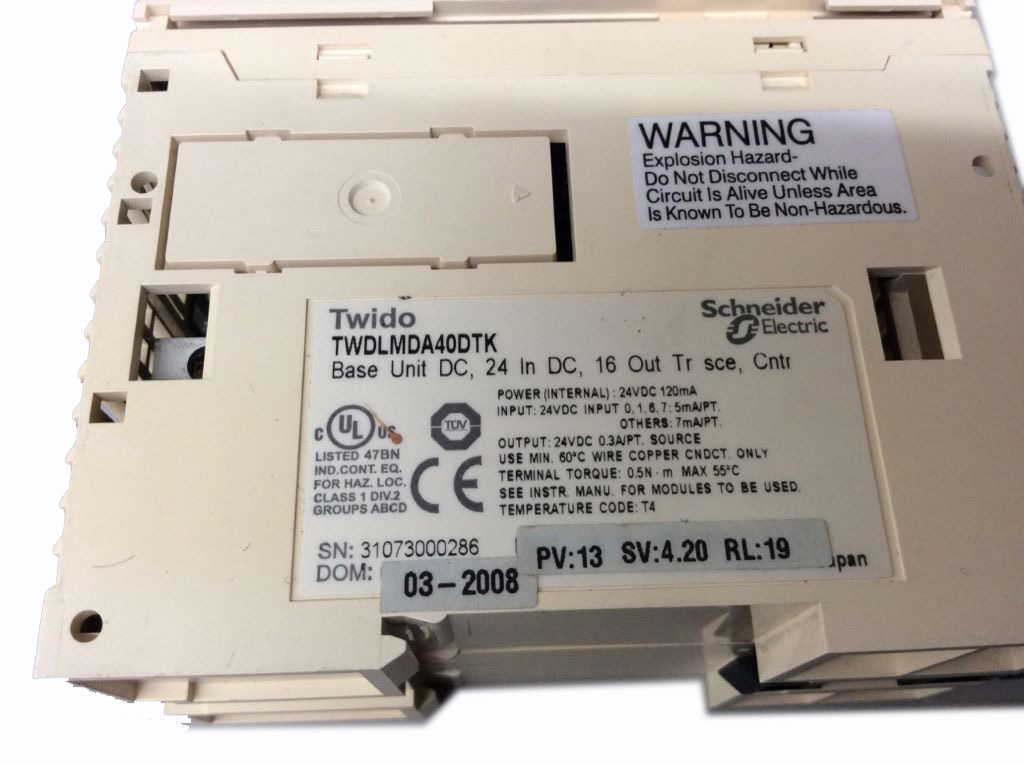 WARNING
Explosion Hazard-
Do Not Disconnect While
Circuit Is Alive Unless Area
Is Known To Be Non-Hazardous.
Twido
Schneider
Electric
TWDLMDA40DTK
Base Unit DC, 24 In DC, 16 Out Tr sce, Cntr
POWER (INTERNAL) : 24VDC 120mA
INPUT: 24VDC INPUT 0,1,6,7: 5mA/PT.
OTHERS: 7mA/PT.
OUTPUT: 24VDC 0.3A/PT. SOURCE
USE MIN. 60°C WIRE COPPER CNDCT. ONLY
TERMINAL TORQUE: 0.5N·m MAX 55°C
SEE INSTR. MANU. FOR MODULES TO BE USED.
TEMPERATURE CODE: T4
C UL US
TÜV
LISTED 47BN
IND.CONT. EQ.
FOR HAZ. LOC.
CLASS 1 DIV.2
GROUPS ABCD
CE
SN: 31073000286
DOM: 03-2008
PV:13 SV:4.20 RL:19
apan